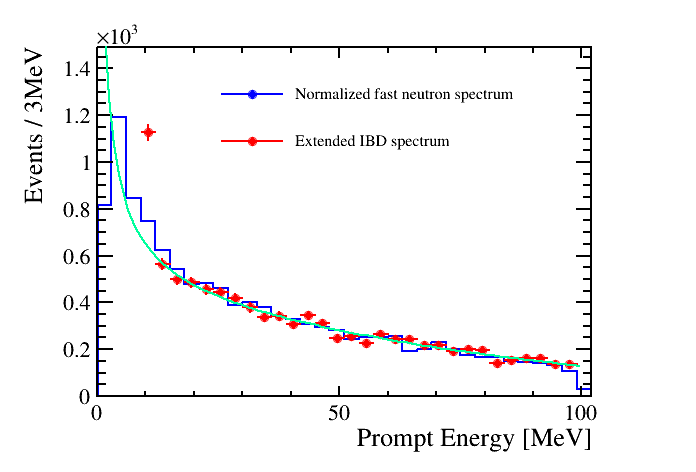 ×10³
1.4
1.2
1
0.8
0.6
0.4
0.2
0
Events / 3MeV
Normalized fast neutron spectrum
Extended IBD spectrum
0 50 100
Prompt Energy [MeV]